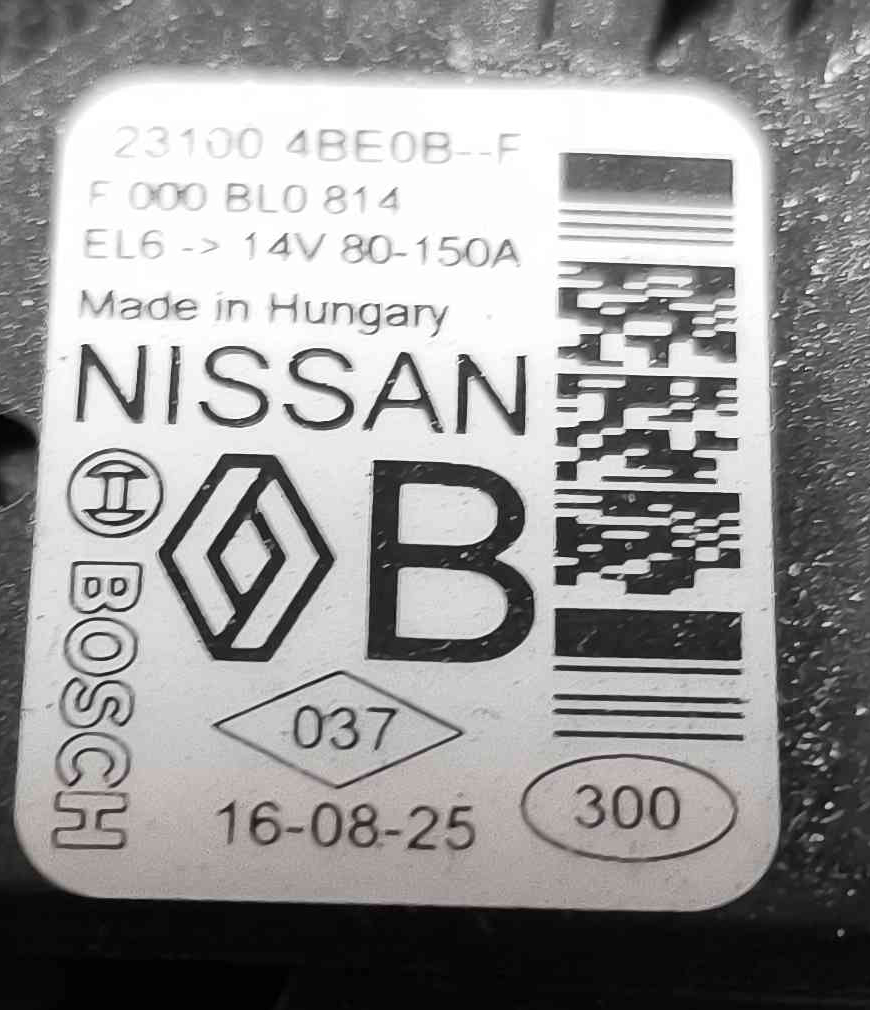 23100 4BE0B--F
F 000 BL0 814
EL6 -> 14V 80-150A
Made in Hungary
NISSAN
B
BOSCH
037
16-08-25
300